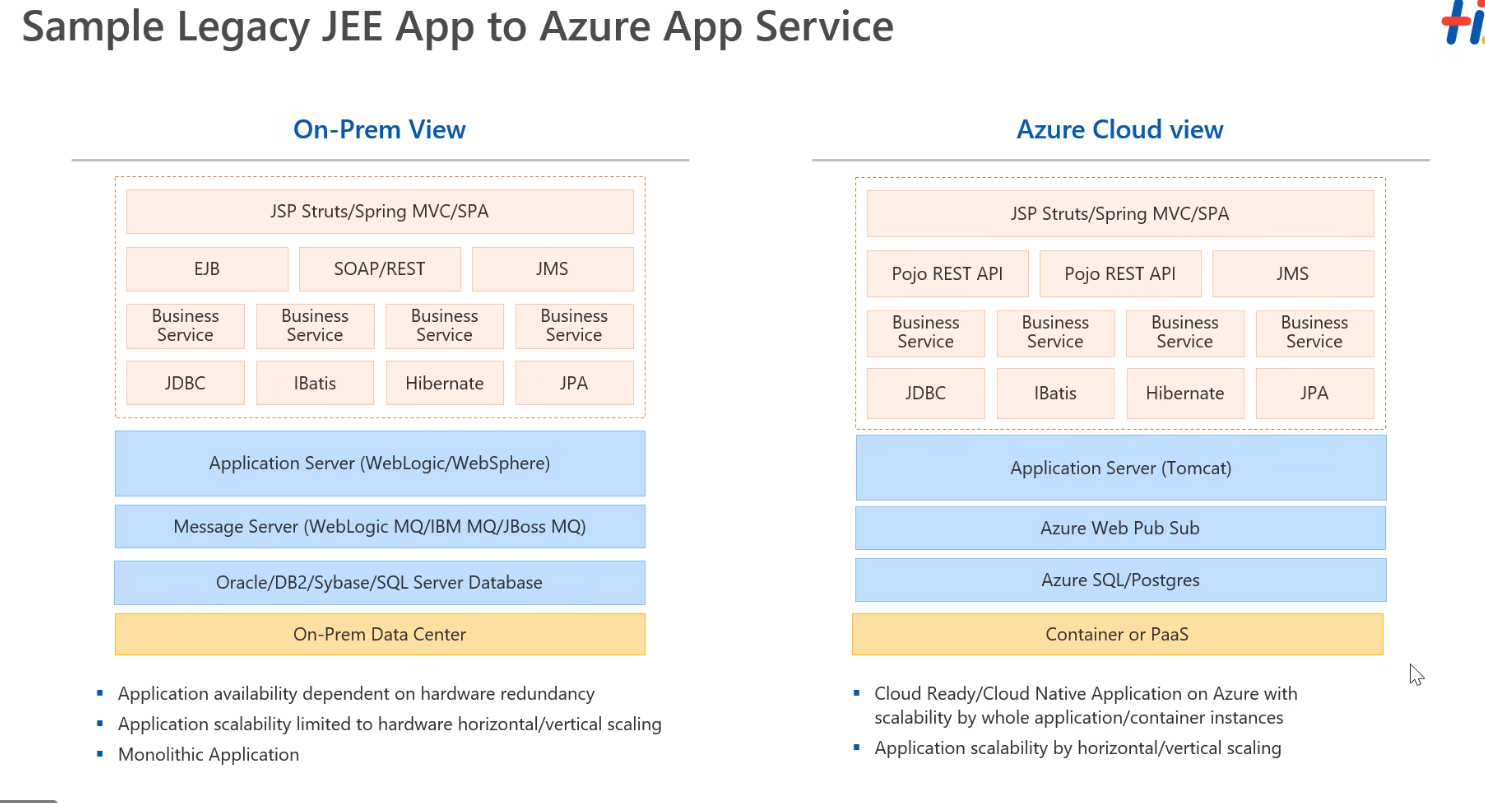 Sample Legacy JEE App to Azure App Service
On-Prem View
JSP Struts/Spring MVC/SPA
EJB
SOAP/REST
JMS
Business
Service
Business
Service
Business
Service
Business
Service
JDBC
IBatis
Hibernate
JPA
Application Server (WebLogic/WebSphere)
Message Server (WebLogic MQ/IBM MQ/JBoss MQ)
Oracle/DB2/Sybase/SQL Server Database
On-Prem Data Center
Application availability dependent on hardware redundancy
Application scalability limited to hardware horizontal/vertical scaling
Monolithic Application
Azure Cloud view
JSP Struts/Spring MVC/SPA
Pojo REST API
Pojo REST API
JMS
Business
Service
Business
Service
Business
Service
Business
Service
JDBC
IBatis
Hibernate
JPA
Application Server (Tomcat)
Azure Web Pub Sub
Azure SQL/Postgres
Container or PaaS
Cloud Ready/Cloud Native Application on Azure with
scalability by whole application/container instances
Application scalability by horizontal/vertical scaling